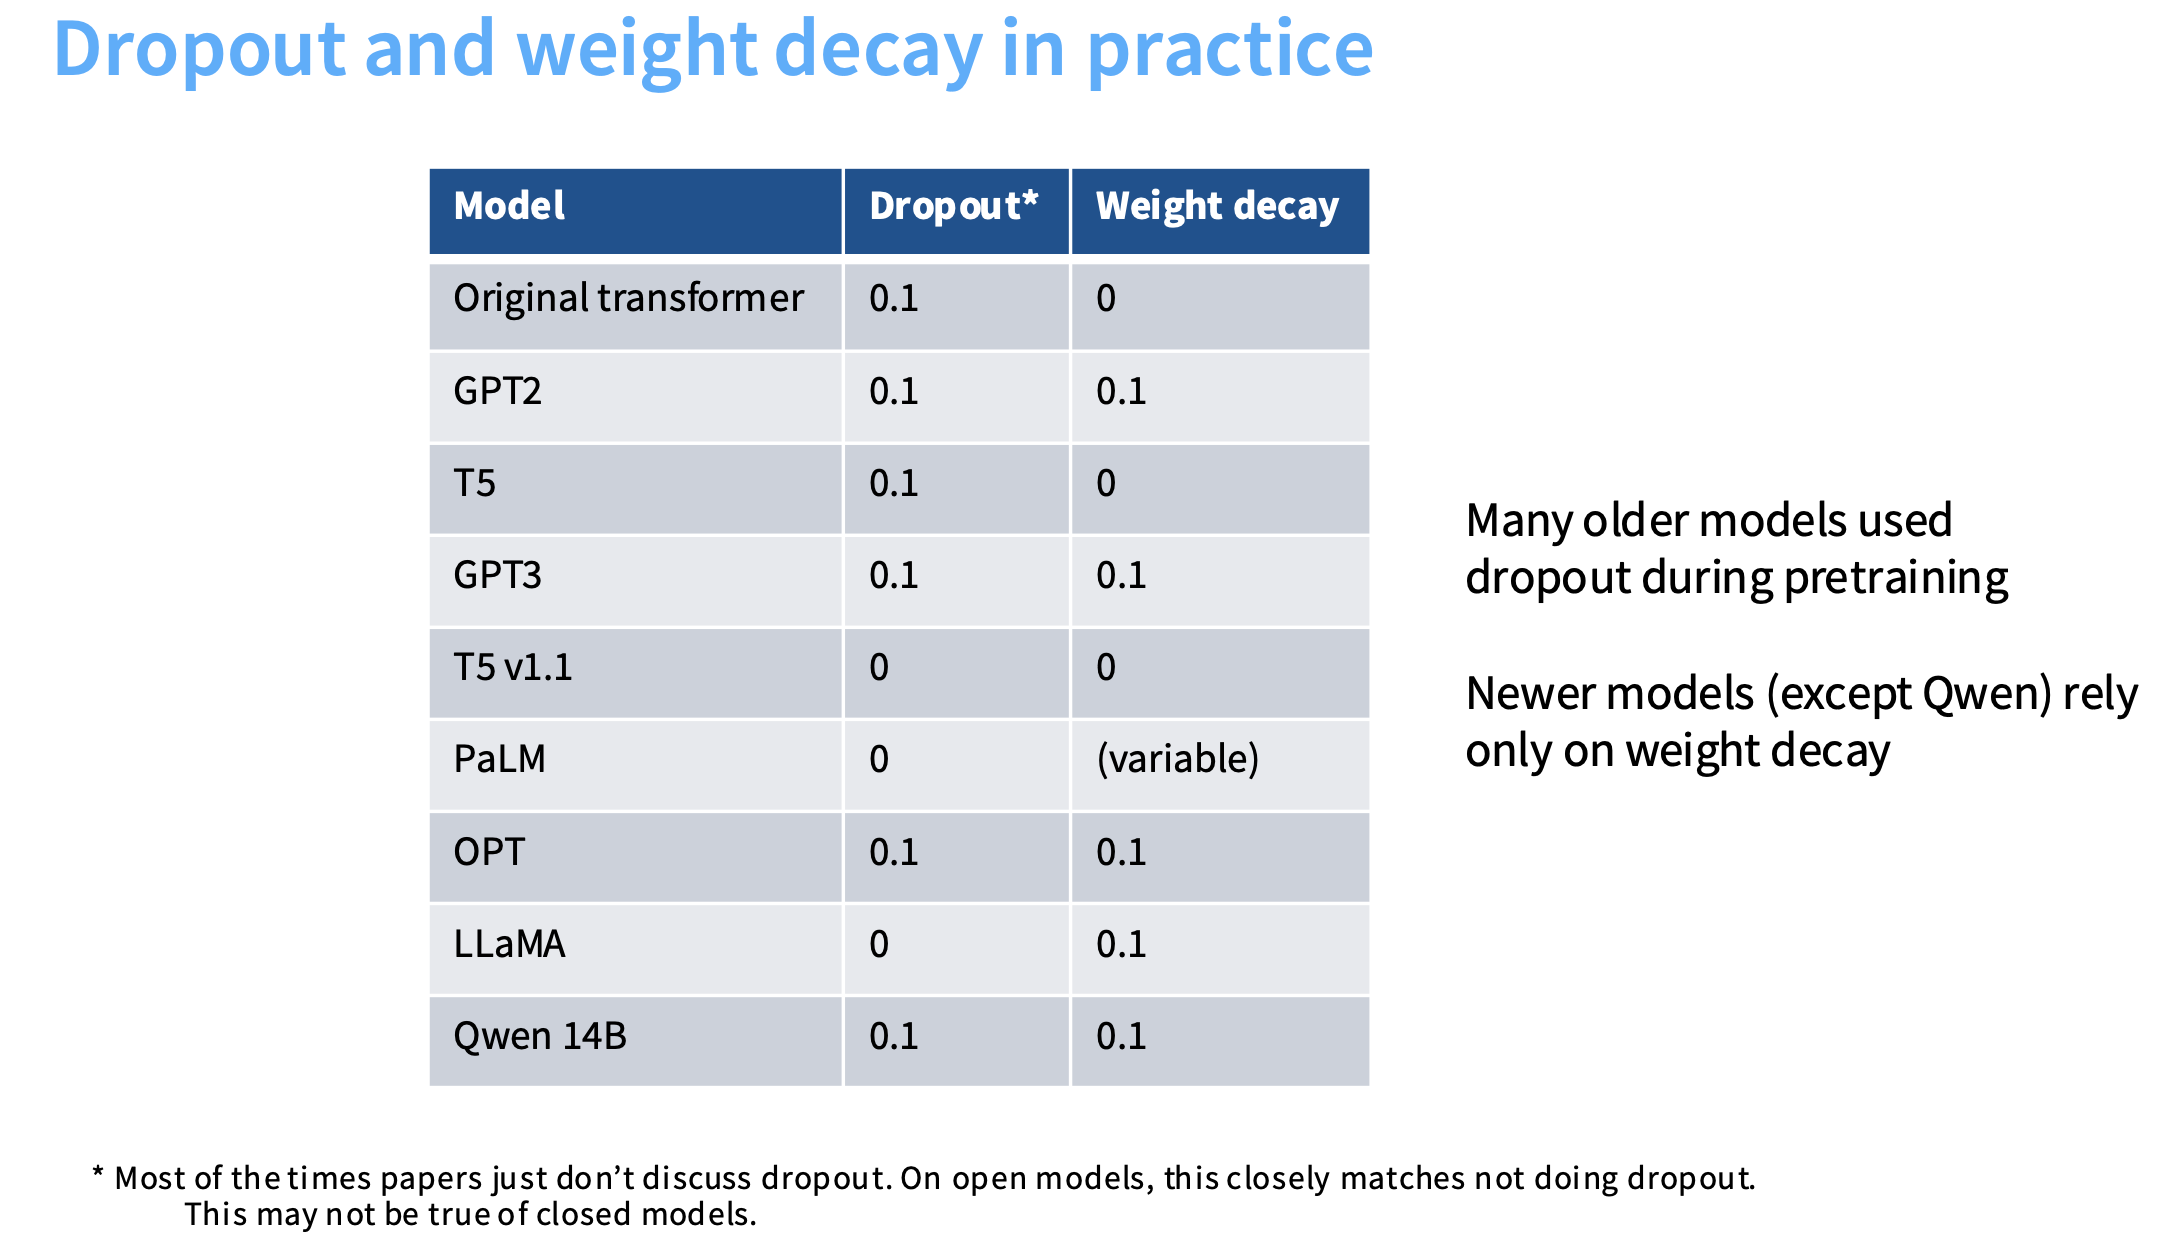 Dropout and weight decay in practice
Model Dropout* Weight decay
Original transformer 0.1 0
GPT2 0.1 0.1
T5 0.1 0
GPT3 0.1 0.1
T5 v1.1 0 0
PaLM 0 (variable)
OPT 0.1 0.1
LLaMA 0 0.1
Qwen 14B 0.1 0.1
Many older models used
dropout during pretraining
Newer models (except Qwen) rely
only on weight decay
* Most of the times papers just don’t discuss dropout. On open models, this closely matches not doing dropout.
This may not be true of closed models.